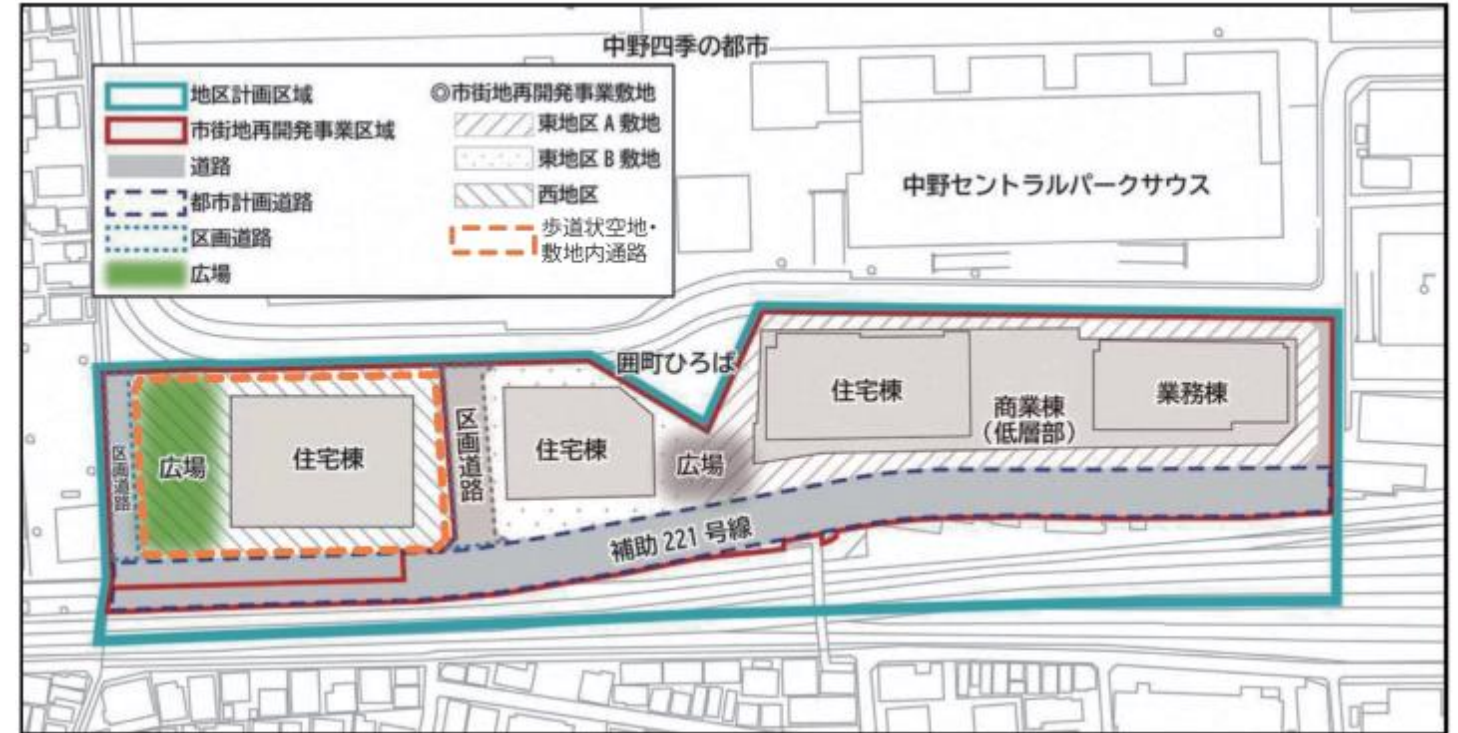 中野四季の都市
地区計画区域
市街地再開発事業区域
道路
都市計画道路
区画道路
広場
◎市街地再開発事業敷地
東地区 A 敷地
東地区 B 敷地
西地区
歩道状空地・
敷地内通路
中野セントラルパークサウス
囲町ひろば
区画道路
広場
住宅棟
区画道路
住宅棟
広場
住宅棟
商業棟
(低層部)
業務棟
補助 221 号線